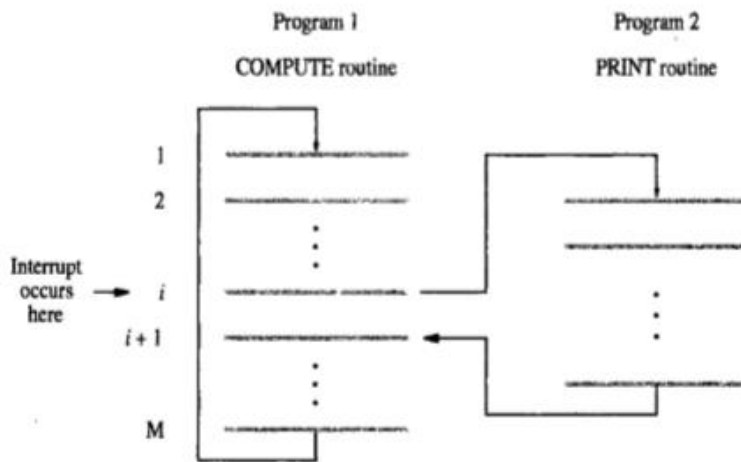 Program 1
Program 2
COMPUTE routine
PRINT routine
1
2
Interrupt
occurs
here
i
i + 1
M